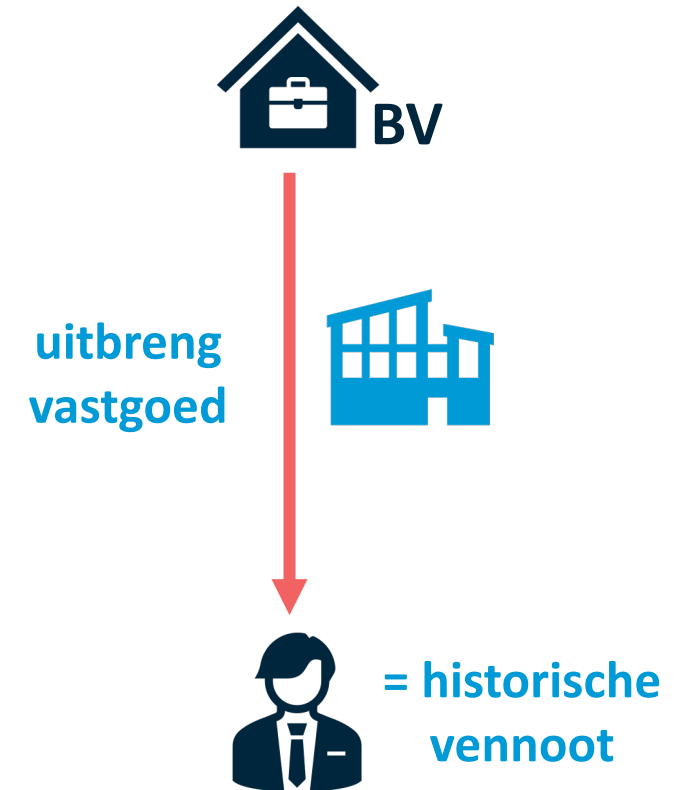 BV
uitbreng
vastgoed
= historische
vennoot